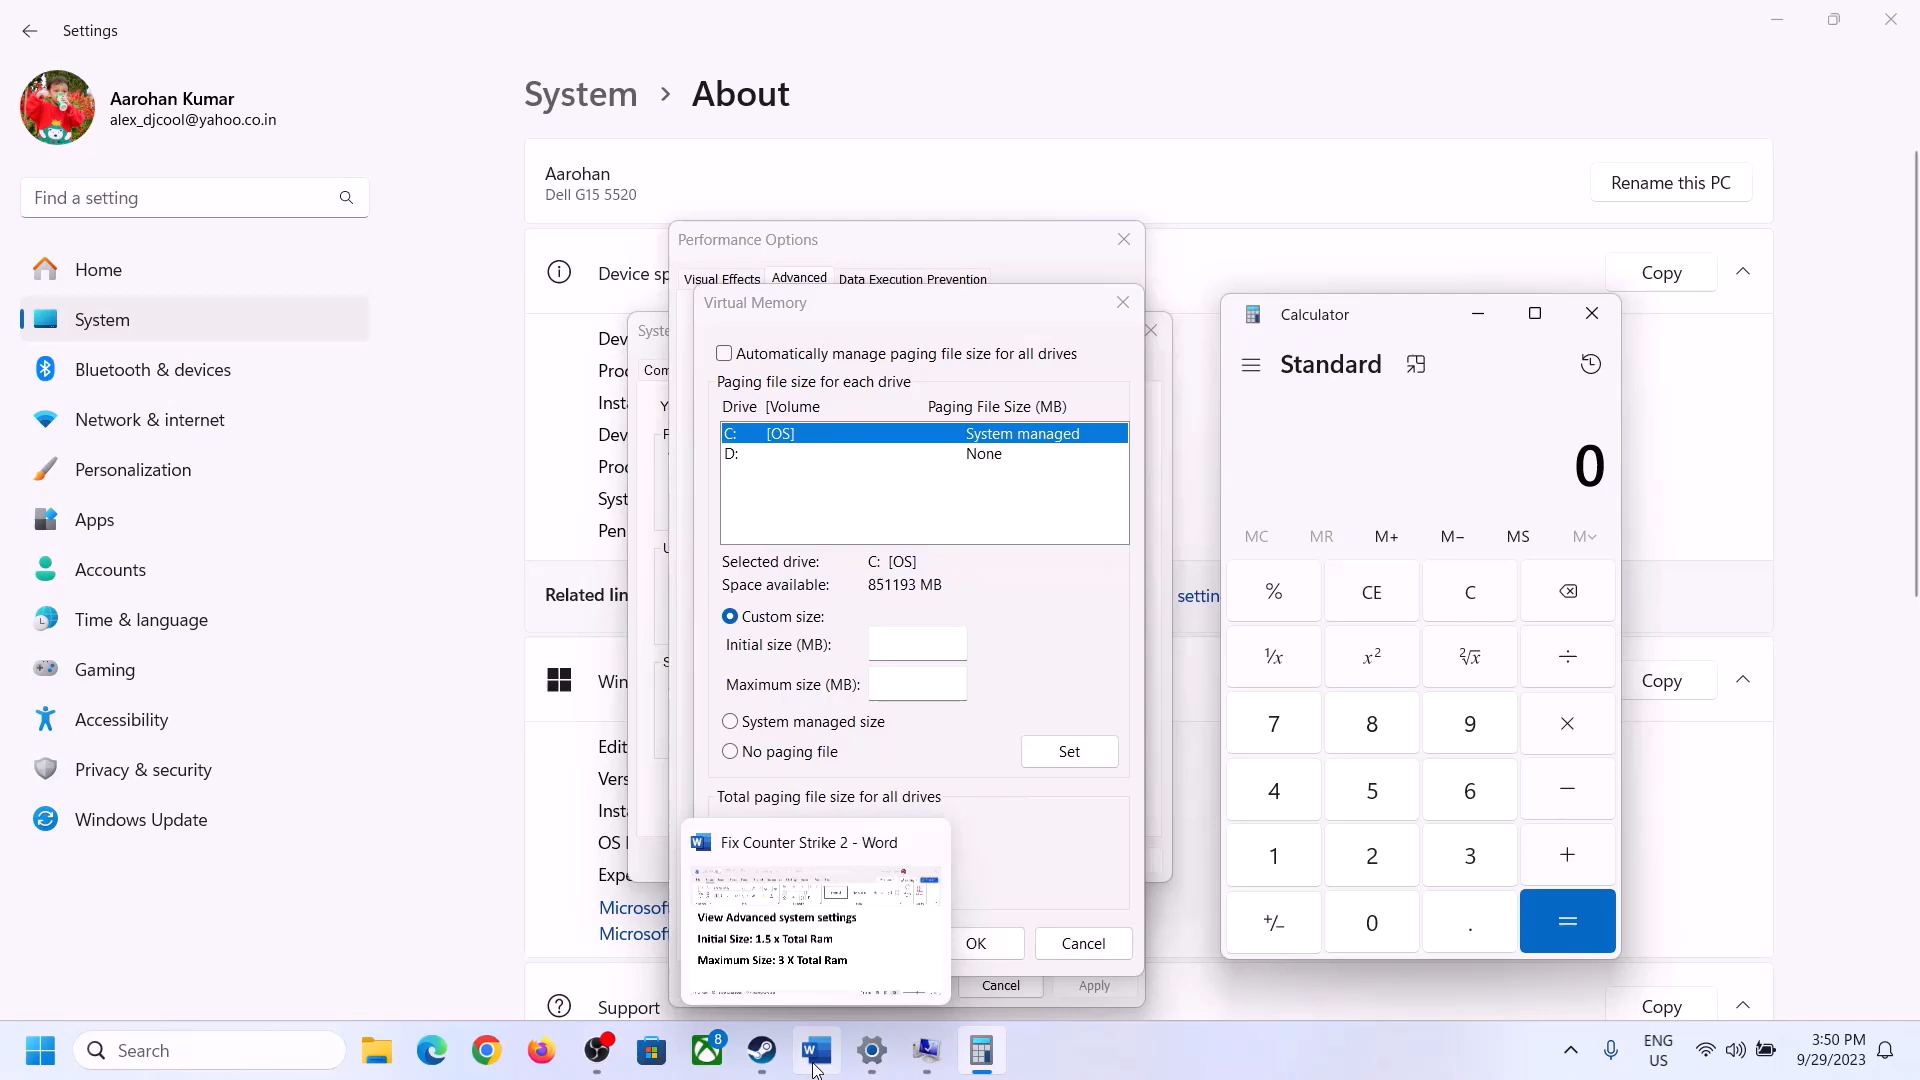 Settings
Aarohan Kumar
alex_djcool@yahoo.co.in
Find a setting
Home
System
Bluetooth & devices
Network & internet
Personalization
Apps
Accounts
Time & language
Gaming
Accessibility
Privacy & security
Windows Update
System > About
Aarohan
Dell G15 5520
Rename this PC
Device
Copy
Related
Copy
Support
Copy
Performance Options
Visual Effects Advanced Data Execution Prevention
Virtual Memory
Automatically manage paging file size for all drives
Paging file size for each drive
Drive [Volume Paging File Size (MB)
C: [OS] System managed
D: None
Selected drive: C: [OS]
Space available: 851193 MB
Custom size:
Initial size (MB):
Maximum size (MB):
System managed size
No paging file
Set
Total paging file size for all drives
OK
Cancel
Cancel
Apply
Fix Counter Strike 2 - Word
View Advanced system settings
Initial Size: 1.5 x Total Ram
Maximum Size: 3 X Total Ram
Calculator
Standard
0
MC MR M+ M− MS M
% CE C
⅟x x² ²√x ÷
7 8 9 ×
4 5 6 −
1 2 3 +
+/− 0 . =
Search
8
ENG
US
3:50 PM
9/29/2023